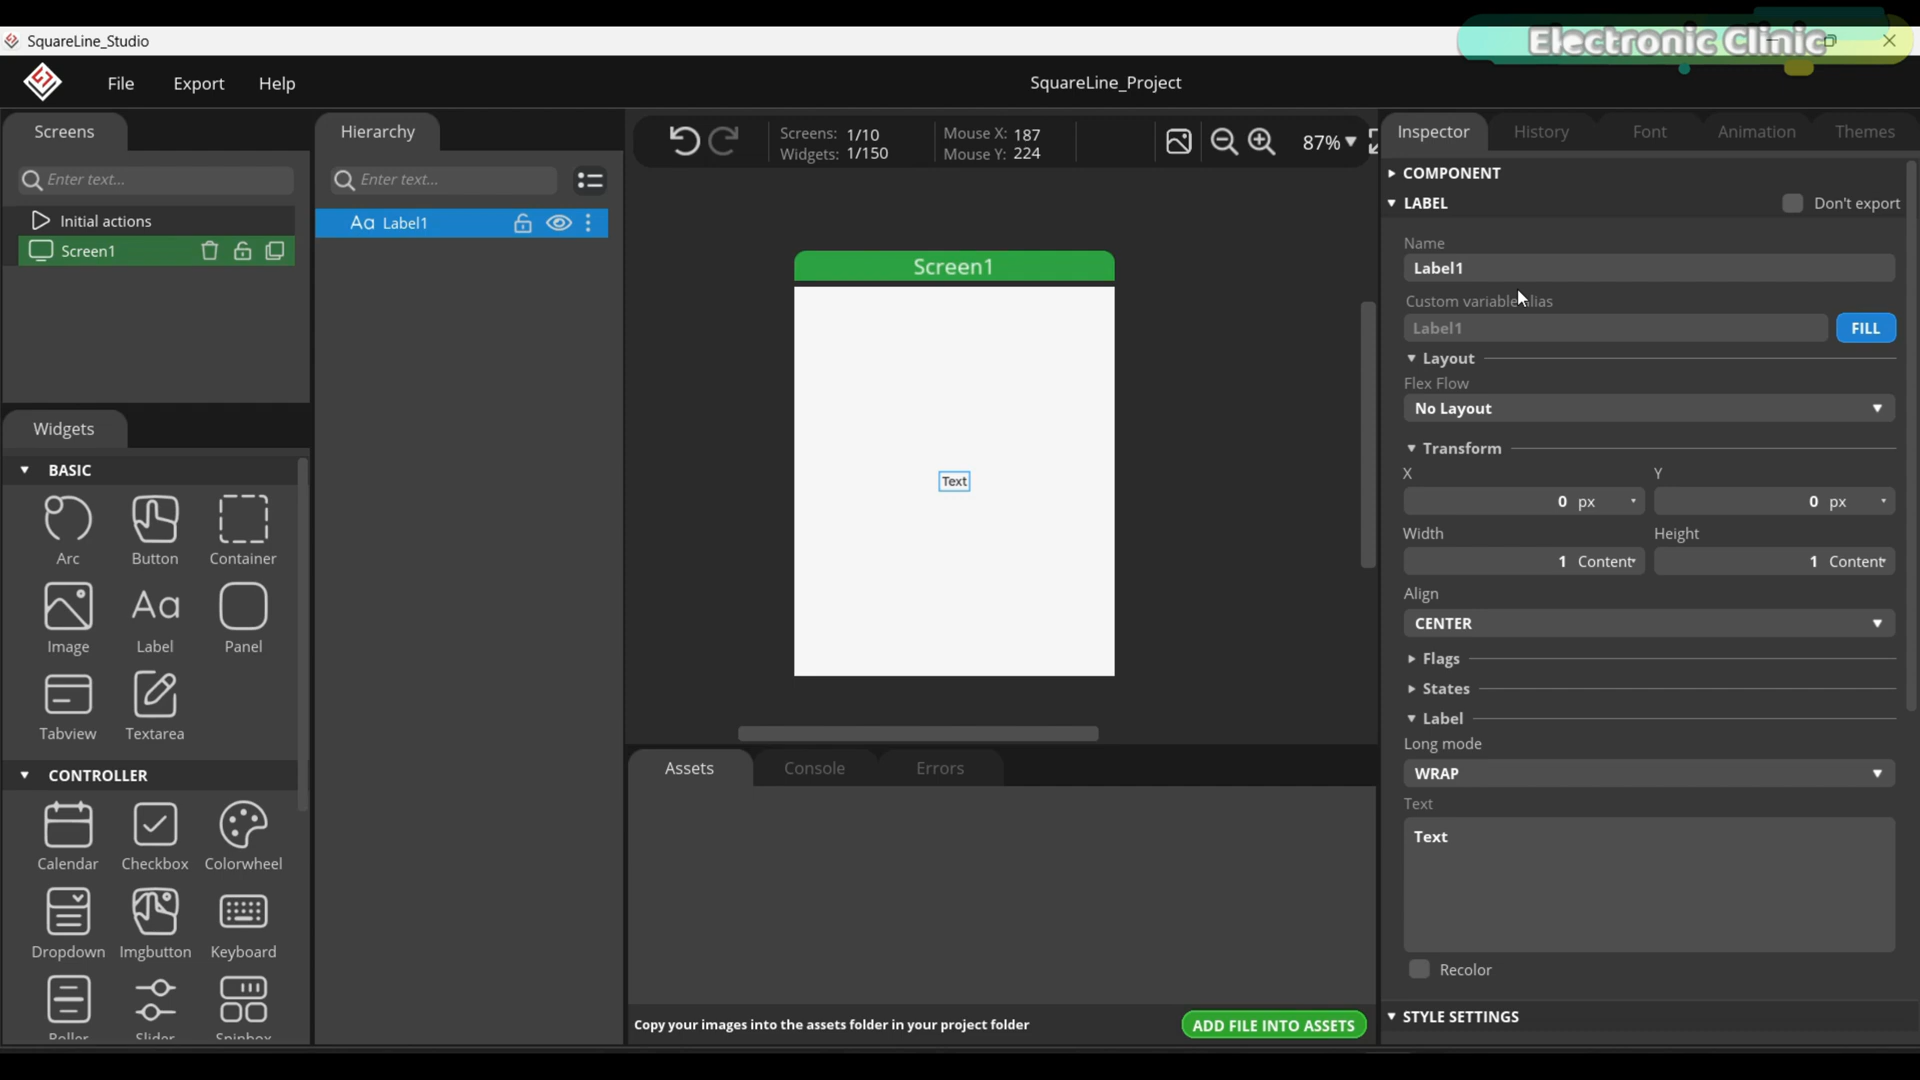 SquareLine_Studio
Electronic Clinic
File Export Help
SquareLine_Project
Screens
Enter text...
Initial actions
Screen1
Widgets
BASIC
Arc Button Container
Image Label Panel
Tabview Textarea
CONTROLLER
Calendar Checkbox Colorwheel
Dropdown Imgbutton Keyboard
Roller Slider Spinbox
Hierarchy
Enter text...
Aa Label1
Screens: 1/10
Widgets: 1/150
Mouse X: 187
Mouse Y: 224
87%
Screen1
Text
Assets Console Errors
Copy your images into the assets folder in your project folder
ADD FILE INTO ASSETS
Inspector History Font Animation Themes
COMPONENT
LABEL Don't export
Name
Label1
Custom variable alias
Label1 FILL
Layout
Flex Flow
No Layout
Transform
X Y
0 px 0 px
Width Height
1 Content 1 Content
Align
CENTER
Flags
States
Label
Long mode
WRAP
Text
Text
Recolor
STYLE SETTINGS